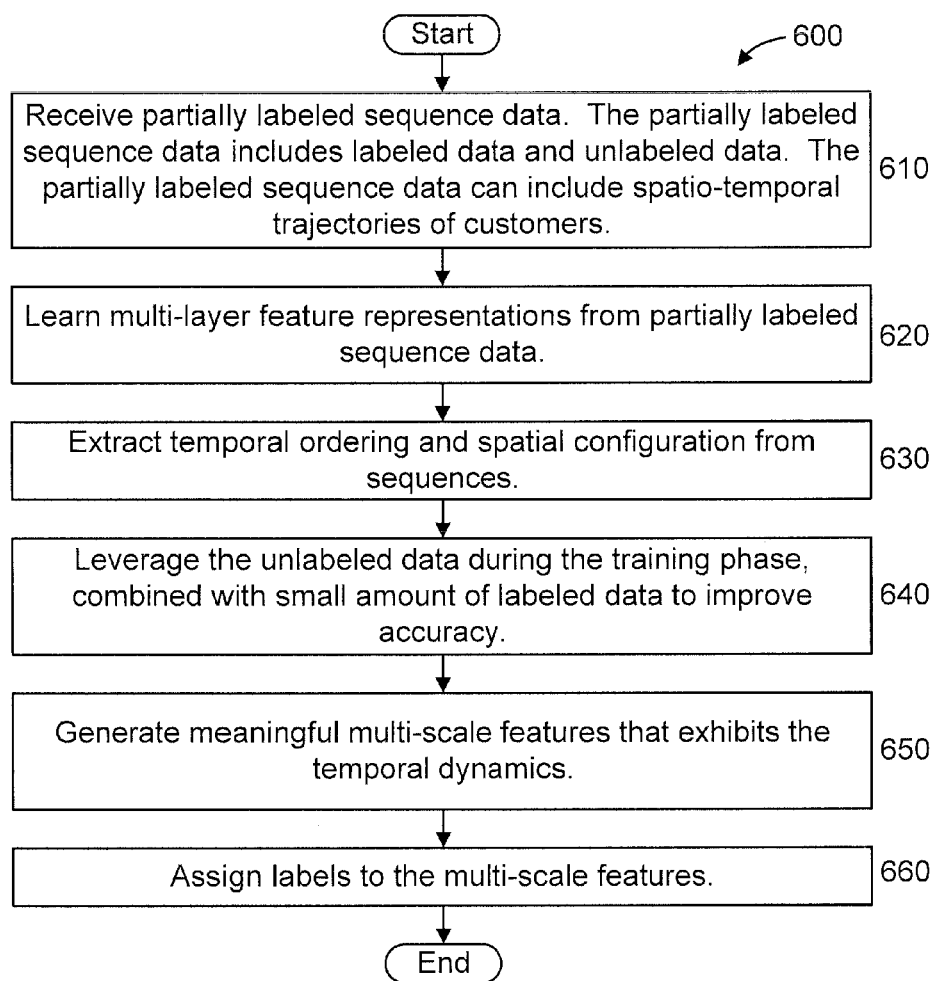 Start
600
Receive partially labeled sequence data. The partially labeled
sequence data includes labeled data and unlabeled data. The
partially labeled sequence data can include spatio-temporal
trajectories of customers.
610
Learn multi-layer feature representations from partially labeled
sequence data.
620
Extract temporal ordering and spatial configuration from
sequences.
630
Leverage the unlabeled data during the training phase,
combined with small amount of labeled data to improve
accuracy.
640
Generate meaningful multi-scale features that exhibits the
temporal dynamics.
650
Assign labels to the multi-scale features.
660
End